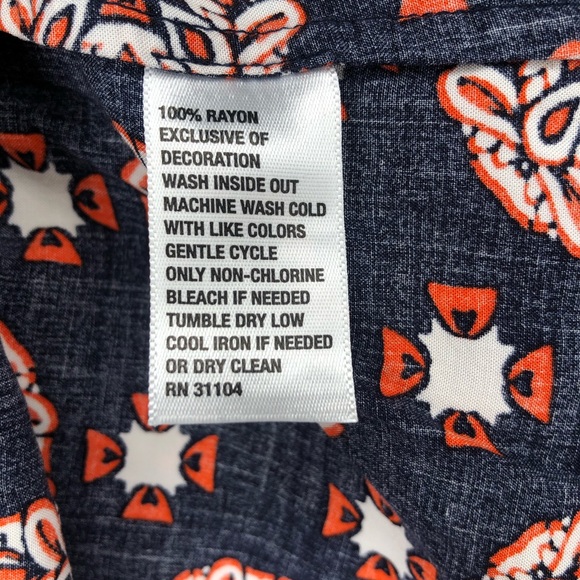 100% RAYON
EXCLUSIVE OF
DECORATION
WASH INSIDE OUT
MACHINE WASH COLD
WITH LIKE COLORS
GENTLE CYCLE
ONLY NON-CHLORINE
BLEACH IF NEEDED
TUMBLE DRY LOW
COOL IRON IF NEEDED
OR DRY CLEAN
RN 31104